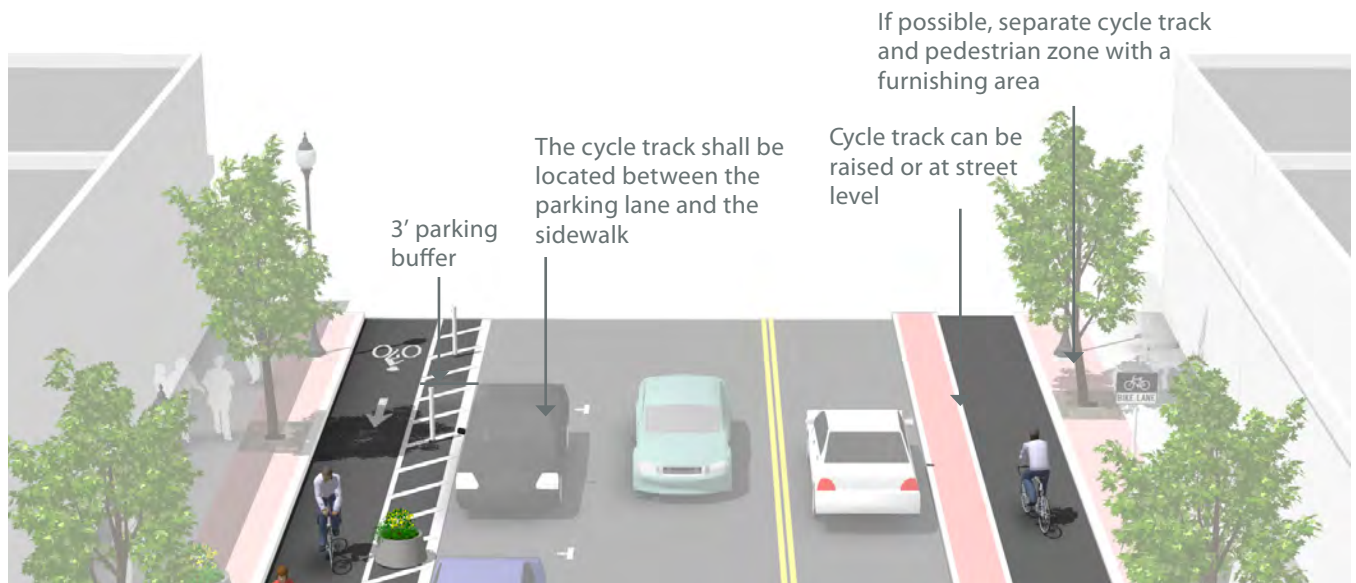 If possible, separate cycle track
and pedestrian zone with a
furnishing area
The cycle track shall be
located between the
parking lane and the
sidewalk
Cycle track can be
raised or at street
level
3’ parking
buffer
BIKE LANE